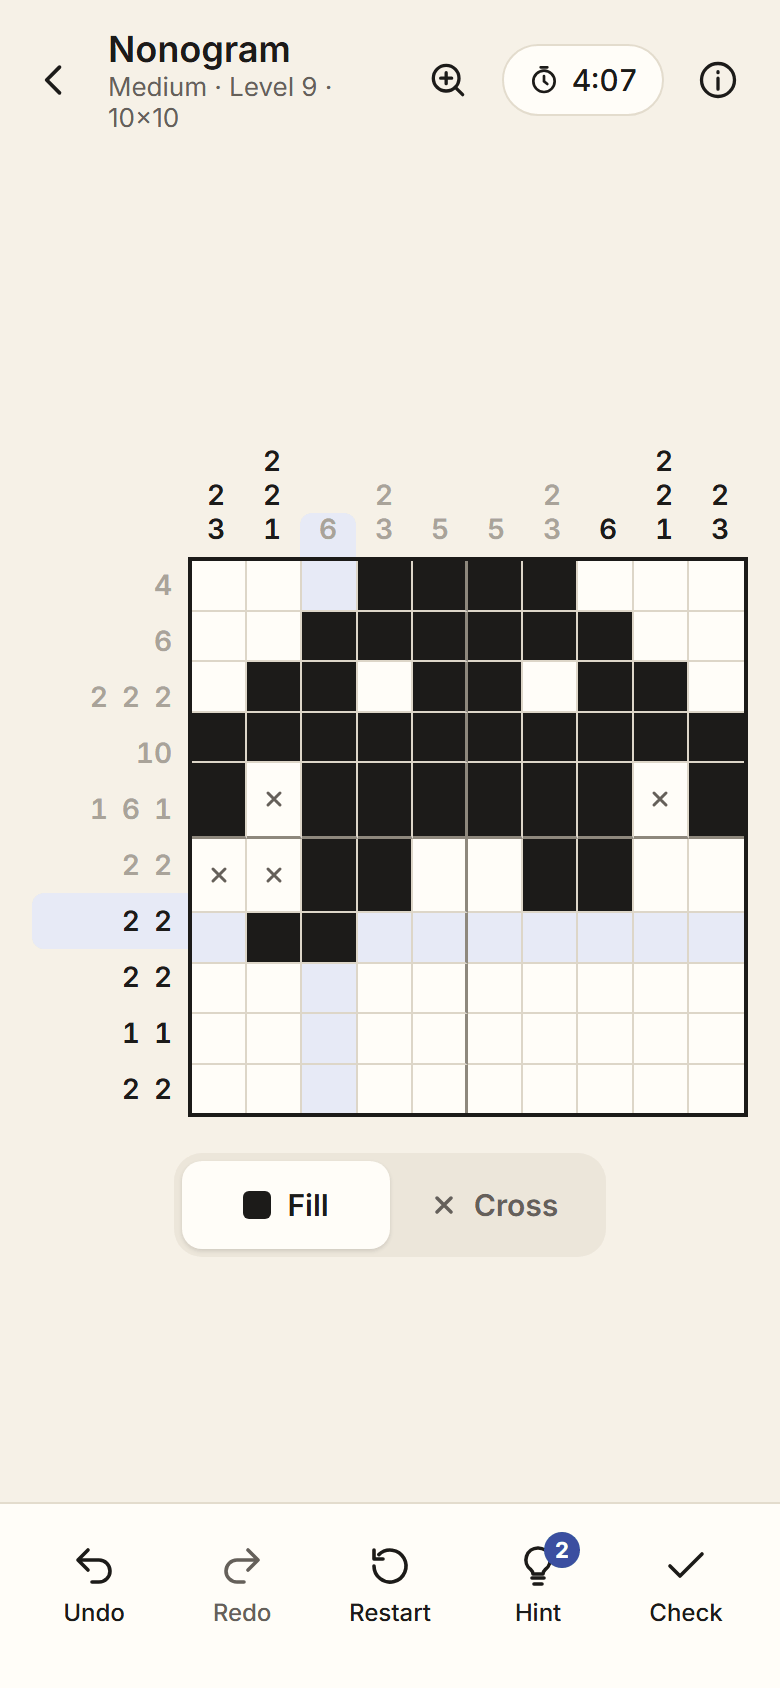 Nonogram
Medium · Level 9 ·
10×10
4:07
2 2
2 2 2 2 2 2
3 1 6 3 5 5 3 6 1 3
4
6
2 2 2
10
1 6 1
2 2
2 2
2 2
1 1
2 2
Fill
Cross
2
Undo
Redo
Restart
Hint
Check